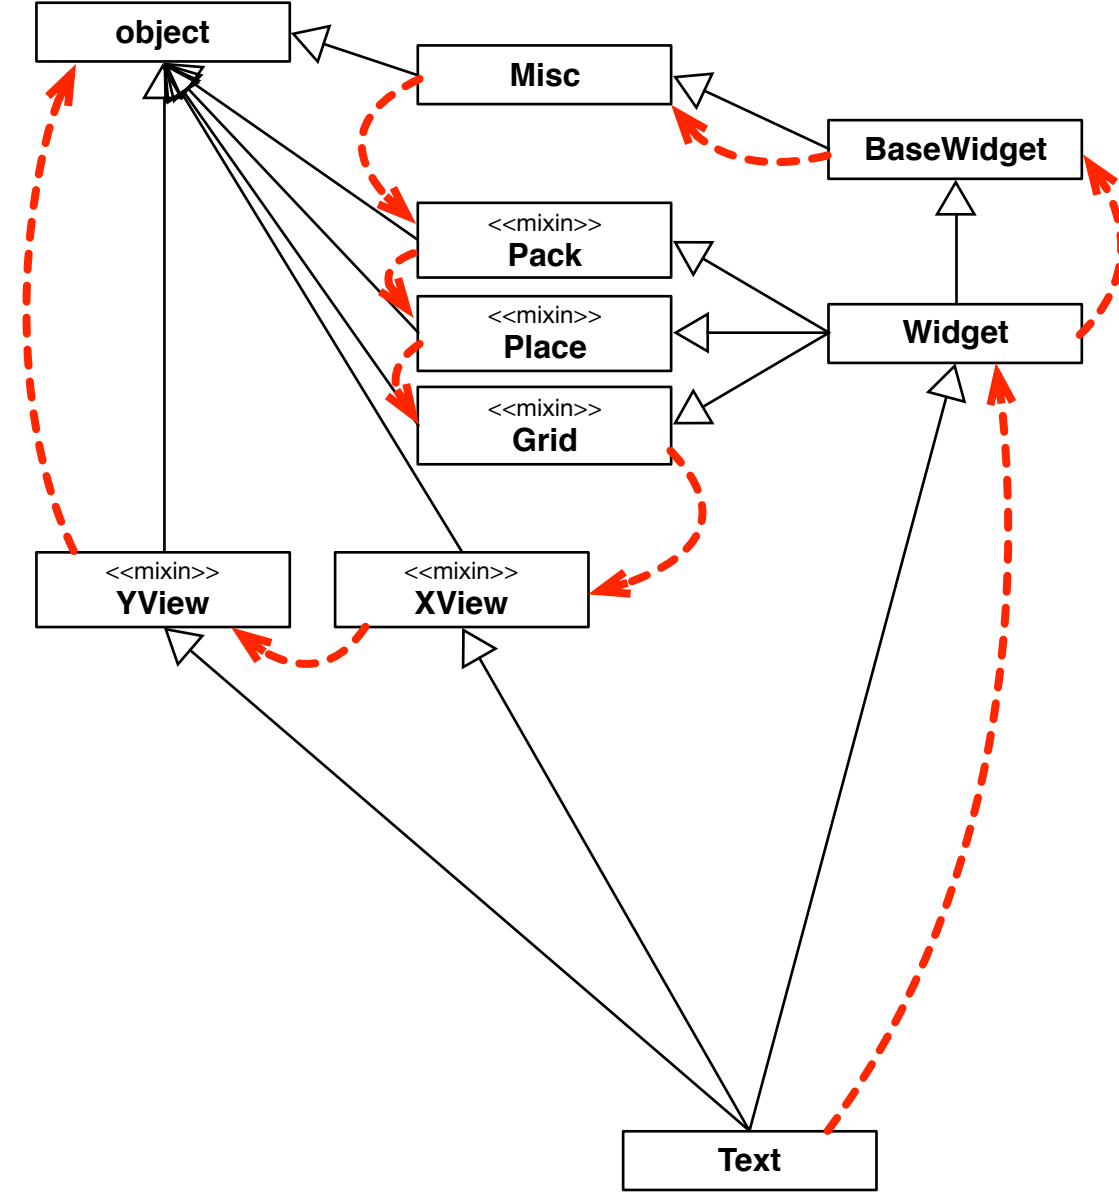 object
Misc
BaseWidget
<<mixin>>
Pack
<<mixin>>
Place
Widget
<<mixin>>
Grid
<<mixin>>
YView
<<mixin>>
XView
Text